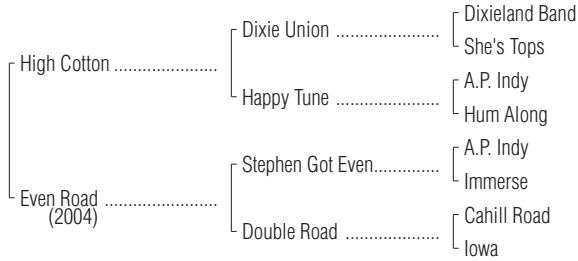 Dixieland Band
Dixie Union ....................
She's Tops
High Cotton ....................
A.P. Indy
Happy Tune ....................
Hum Along
A.P. Indy
Stephen Got Even..............
Immerse
Even Road ......................
(2004)
Cahill Road
Double Road ..................
Iowa